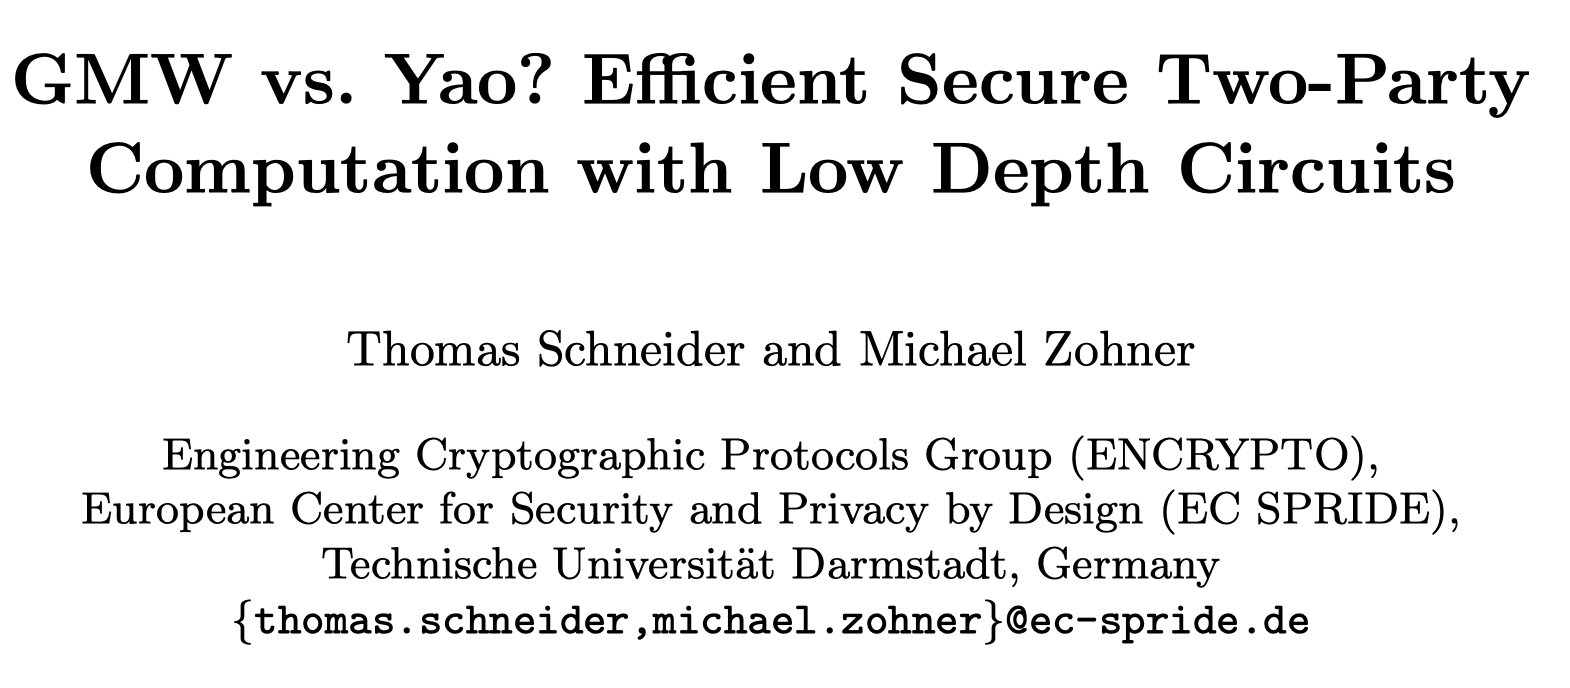 GMW vs. Yao? Efficient Secure Two-Party
Computation with Low Depth Circuits
Thomas Schneider and Michael Zohner
Engineering Cryptographic Protocols Group (ENCRYPTO),
European Center for Security and Privacy by Design (EC SPRIDE),
Technische Universität Darmstadt, Germany
{thomas.schneider,michael.zohner}@ec-spride.de